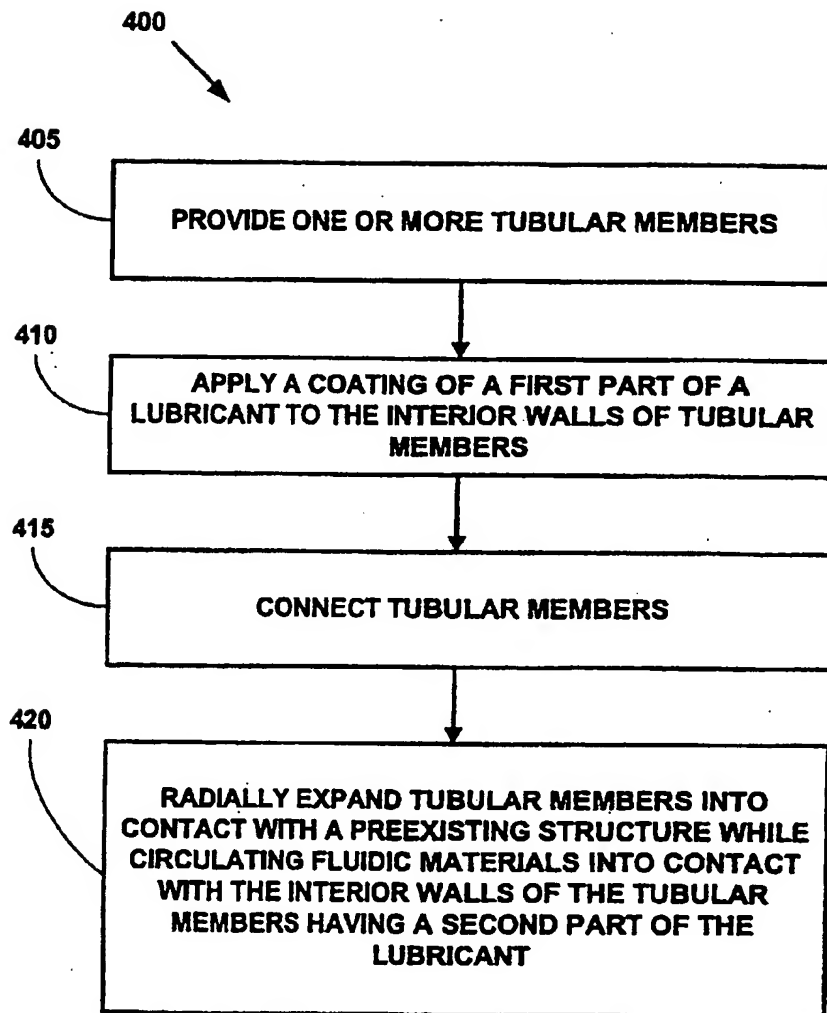 400
405
PROVIDE ONE OR MORE TUBULAR MEMBERS
410
APPLY A COATING OF A FIRST PART OF A
LUBRICANT TO THE INTERIOR WALLS OF TUBULAR
MEMBERS
415
CONNECT TUBULAR MEMBERS
420
RADIALLY EXPAND TUBULAR MEMBERS INTO
CONTACT WITH A PREEXISTING STRUCTURE WHILE
CIRCULATING FLUIDIC MATERIALS INTO CONTACT
WITH THE INTERIOR WALLS OF THE TUBULAR
MEMBERS HAVING A SECOND PART OF THE
LUBRICANT